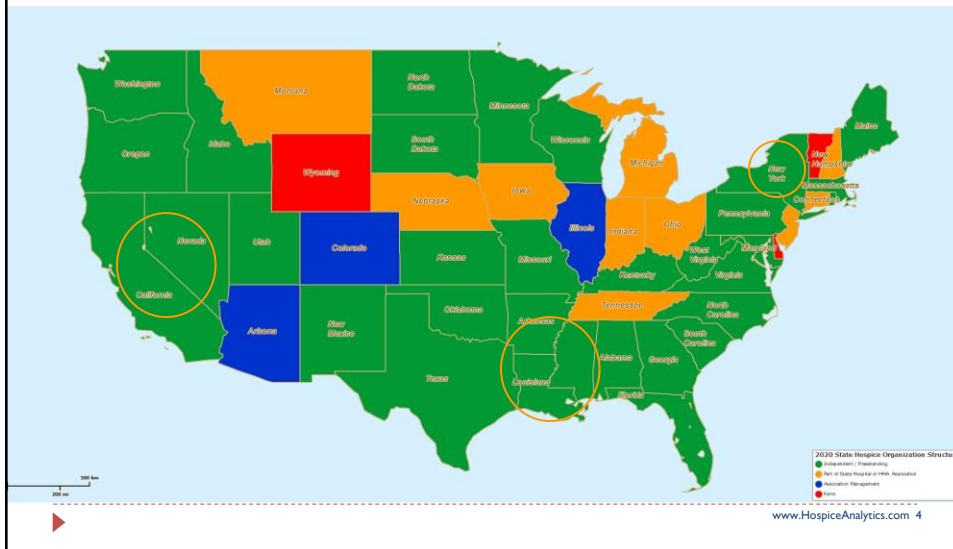 Washington
Montana
North
Dakota
Minnesota
Maine
Oregon
Idaho
South
Dakota
Wisconsin
Michigan
New
York
New
Hampshire
Wyoming
Massachusetts
Connecticut
Nevada
Utah
Colorado
Nebraska
Iowa
Illinois
Indiana
Ohio
Pennsylvania
Maryland
West
Virginia
Virginia
California
Kansas
Missouri
Kentucky
Arizona
New
Mexico
Oklahoma
Arkansas
Tennessee
North
Carolina
South
Carolina
Texas
Louisiana
Alabama
Georgia
Florida
500 km
200 mi
2020 State Hospice Organization Structu
Independent / Freestanding
Part of State Hospital or HHA Association
Association Management
None
www.HospiceAnalytics.com 4